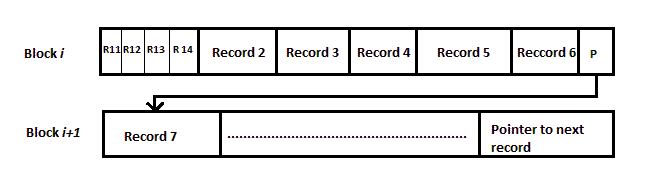 Block i
R11 R12 R13 R 14 Record 2 Record 3 Record 4 Record 5 Reccord 6 P
Block i+1
Record 7
Pointer to next
record